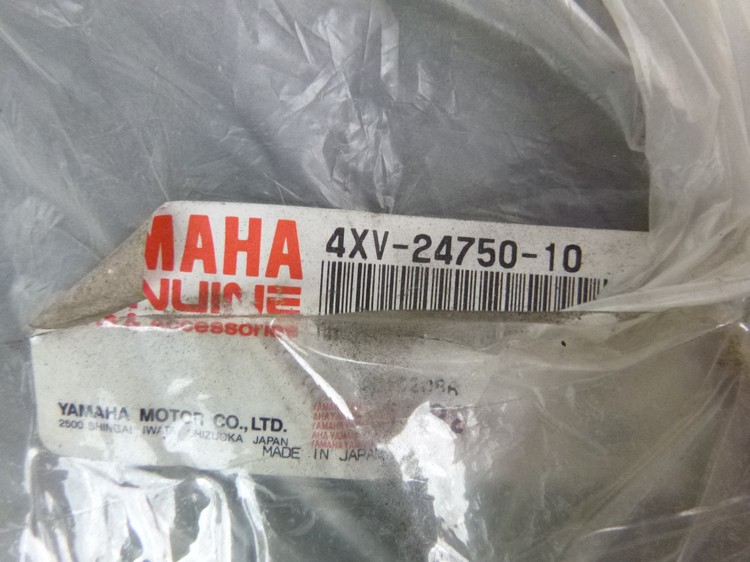 MAHA
4XV-24750-10
NUINE
& accessories
YAMAHA MOTOR CO., LTD.
2500 SHINGAI IWATA SHIZUOKA JAPAN
MADE IN JAPAN